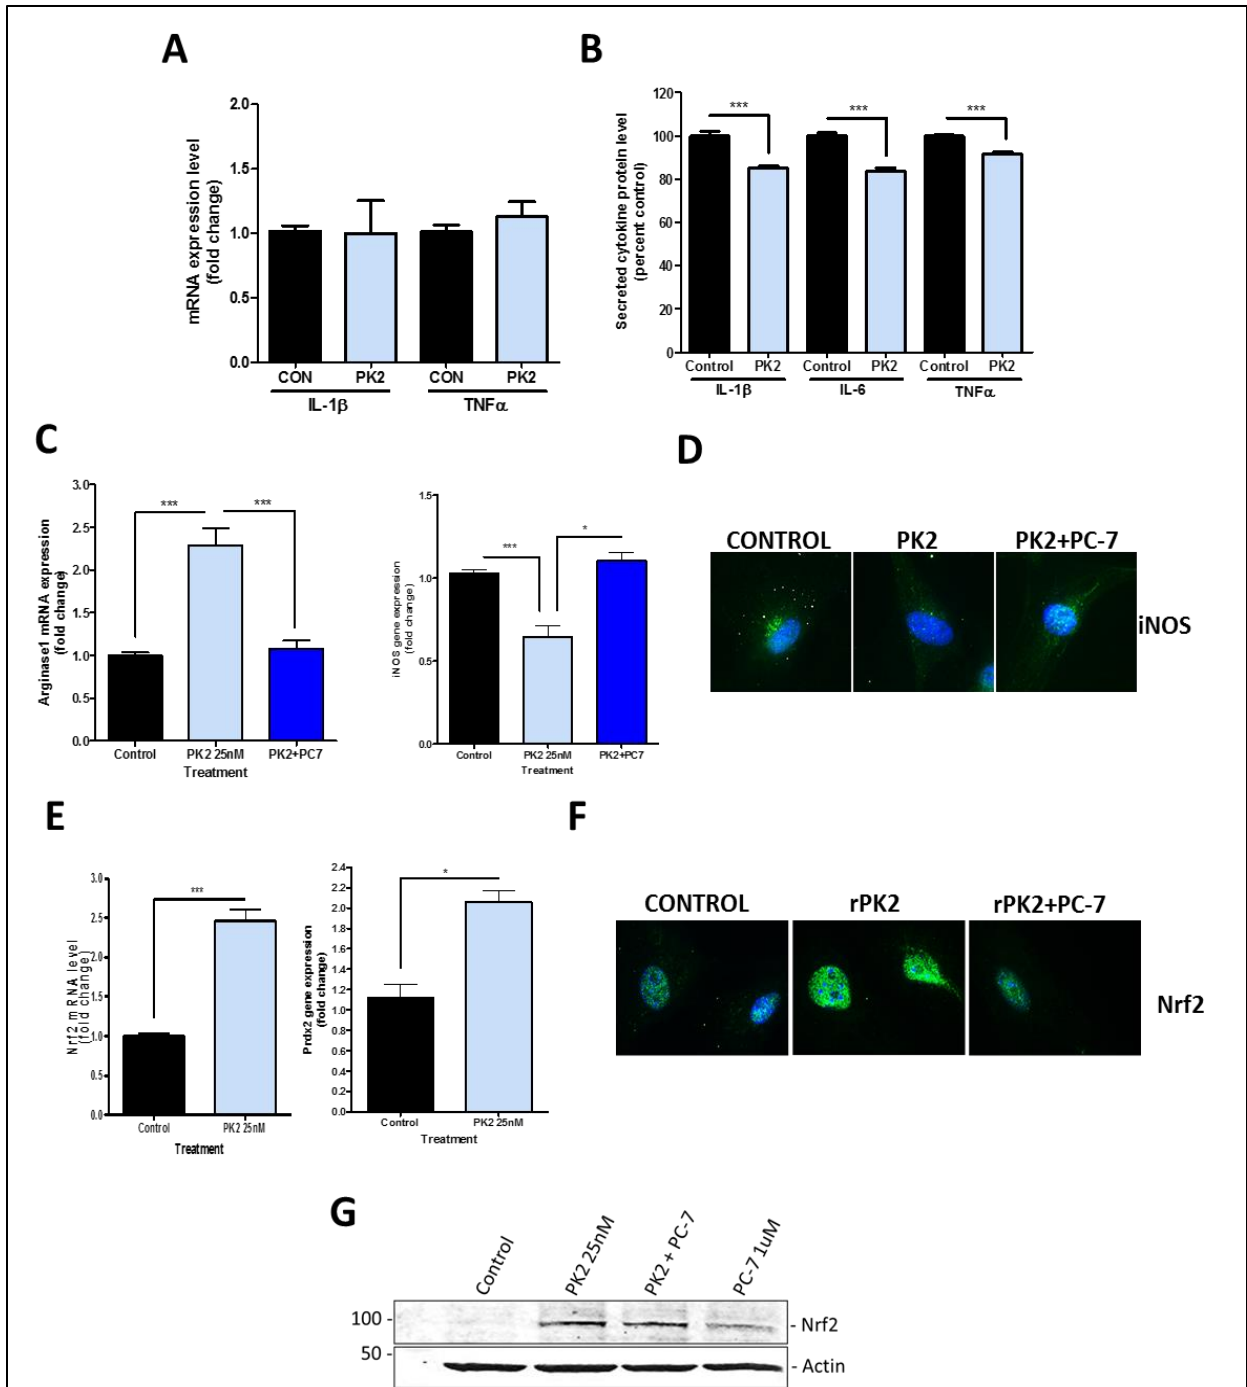 A
mRNA expression level
(fold change)
2.0
1.5
1.0
0.5
0.0
CON
PK2
CON
PK2
IL-1β
TNFα
B
Secreted cytokine protein level
(percent control)
120
100
80
60
40
20
0
***
***
***
Control
PK2
Control
PK2
Control
PK2
IL-1β
IL-6
TNFα
C
Arginase1 mRNA expression
(fold change)
3.0
2.5
2.0
1.5
1.0
0.5
0.0
***
***
Control
PK2 25nM
PK2+PC7
Treatment
iNOS gene expression
(fold change)
1.5
1.0
0.5
0.0
***
*
Control
PK2 25nM
PK2+PC7
Treatment
D
CONTROL
PK2
PK2+PC-7
iNOS
E
Nrf2 mRNA level
(fold change)
3.0
2.5
2.0
1.5
1.0
0.5
0.0
***
Control
PK2 25nM
Treatment
Prdx2 gene expression
(fold change)
2.4
2.2
2.0
1.8
1.6
1.4
1.2
1.0
0.8
0.6
0.4
0.2
0.0
*
Control
PK2 25nM
Treatment
F
CONTROL
rPK2
rPK2+PC-7
Nrf2
G
Control
PK2 25nM
PK2 + PC-7
PC-7 1uM
100 -
- Nrf2
50 -
- Actin